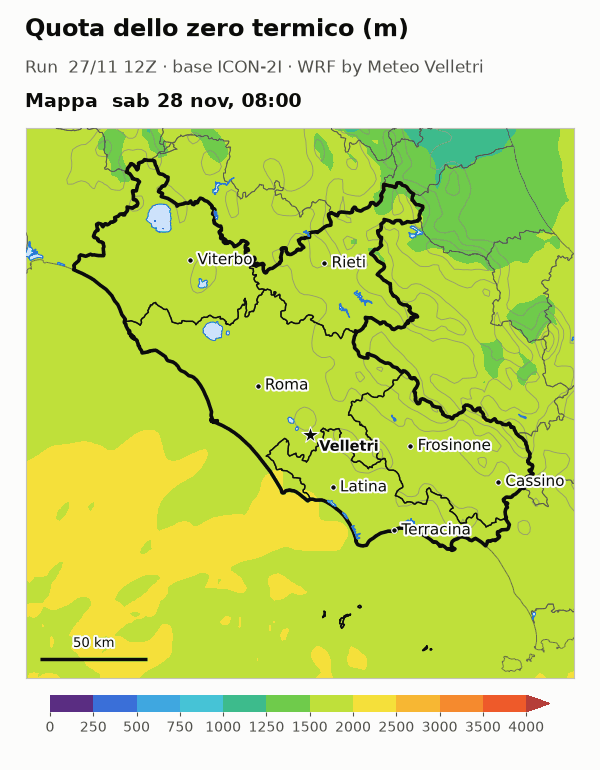 Quota dello zero termico (m)
Run  27/11 12Z · base ICON-2I · WRF by Meteo Velletri
Mappa  sab 28 nov, 08:00
Viterbo
Rieti
Roma
Velletri
Frosinone
Latina
Cassino
Terracina
50 km
0 250 500 750 1000 1250 1500 2000 2500 3000 3500 4000